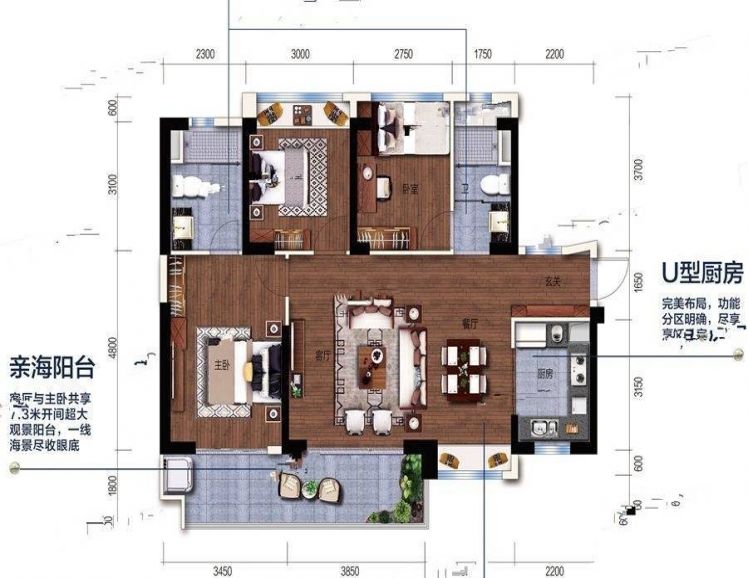 2300 3000 2750 1750 2200
600
3100
4800
1800
3700
1650
3150
600
卧室
卫
玄关
客厅
餐厅
主卧
厨房
U型厨房
完美布局，功能
分区明确，尽享
亲海阳台
客厅与主卧共享
7.3米开间超大
观景阳台，一线
海景尽收眼底
3450 3850 2200